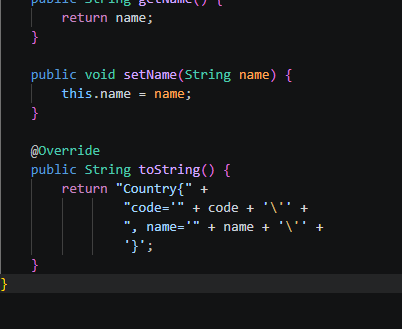 public String getName() {
return name;
}
public void setName(String name) {
this.name = name;
}
@Override
public String toString() {
return "Country{" +
"code='" + code + '\'' +
", name='" + name + '\'' +
'}';
}
}